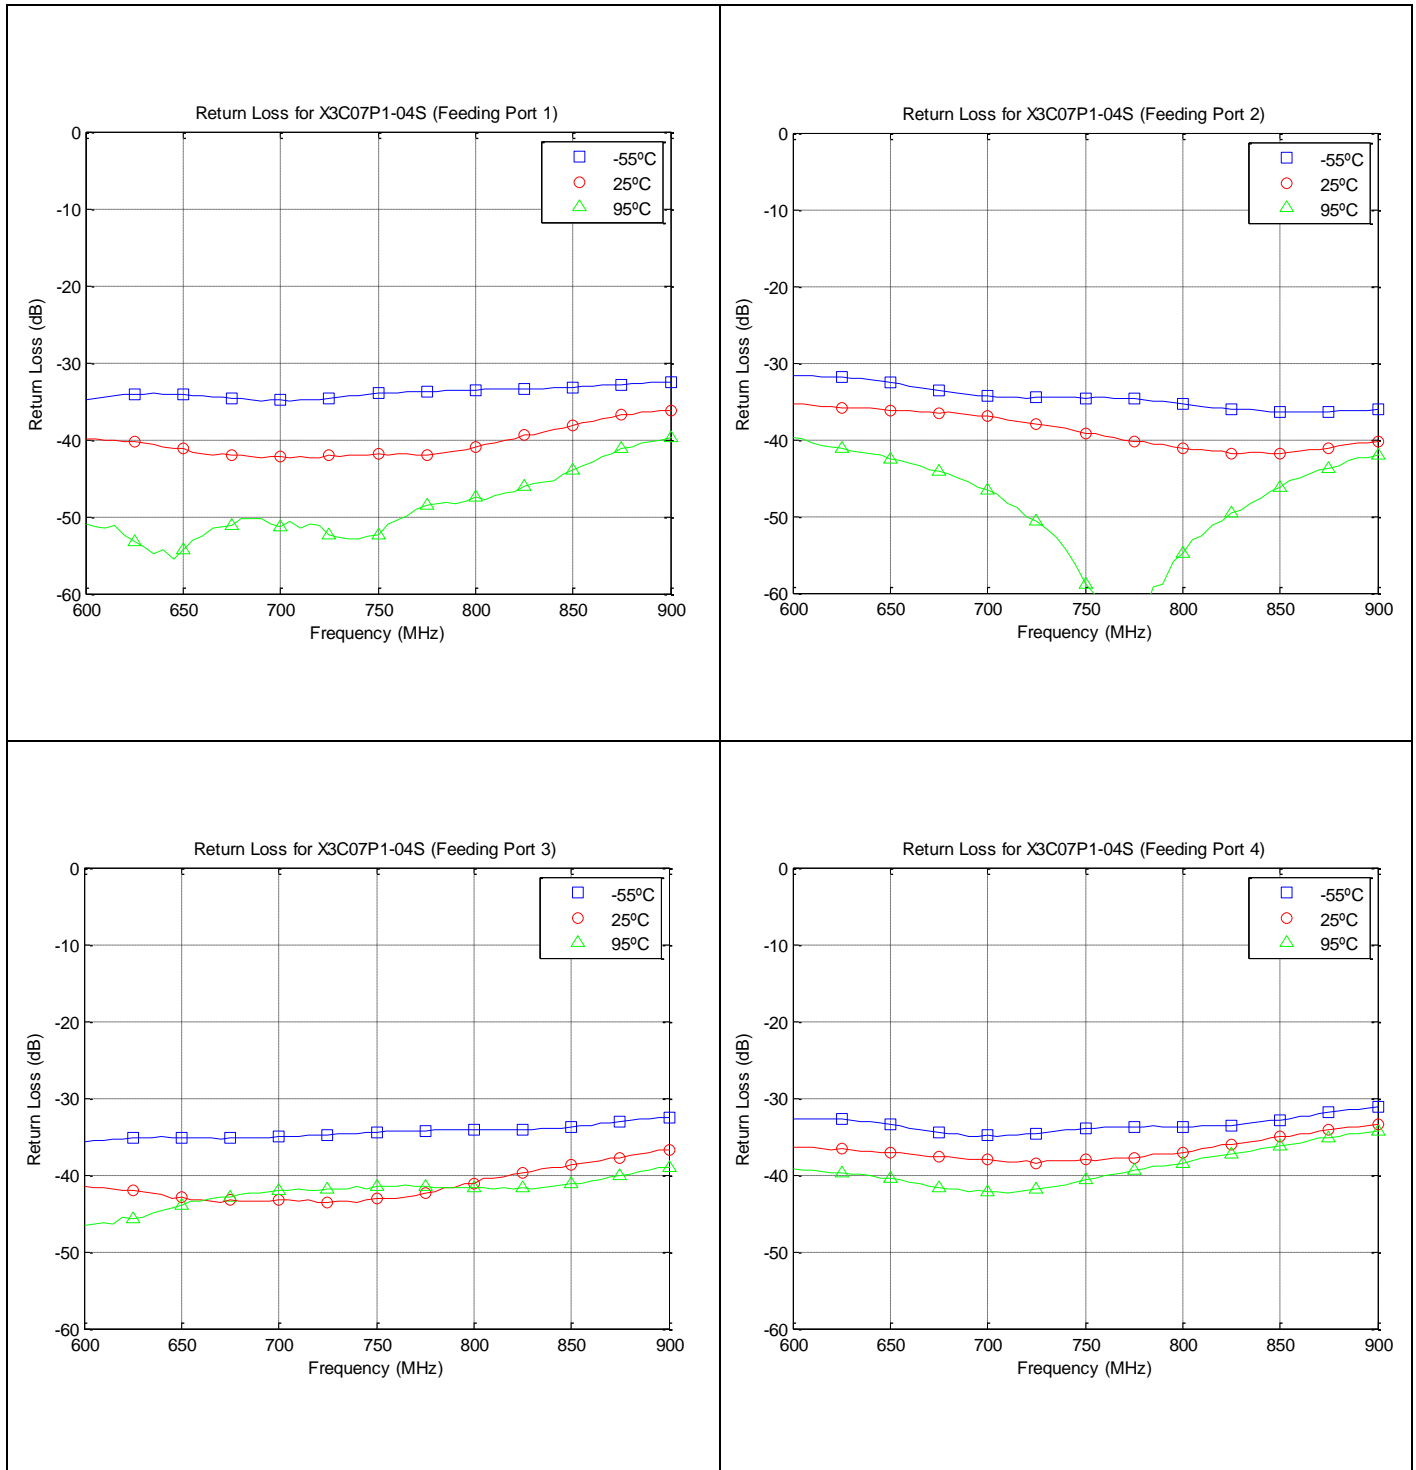 Return Loss for X3C07P1-04S (Feeding Port 1)
0
-10
-20
-30
-40
-50
-60
Return Loss (dB)
600 650 700 750 800 850 900
Frequency (MHz)
-55ºC
25ºC
95ºC
Return Loss for X3C07P1-04S (Feeding Port 2)
0
-10
-20
-30
-40
-50
-60
Return Loss (dB)
600 650 700 750 800 850 900
Frequency (MHz)
-55ºC
25ºC
95ºC
Return Loss for X3C07P1-04S (Feeding Port 3)
0
-10
-20
-30
-40
-50
-60
Return Loss (dB)
600 650 700 750 800 850 900
Frequency (MHz)
-55ºC
25ºC
95ºC
Return Loss for X3C07P1-04S (Feeding Port 4)
0
-10
-20
-30
-40
-50
-60
Return Loss (dB)
600 650 700 750 800 850 900
Frequency (MHz)
-55ºC
25ºC
95ºC